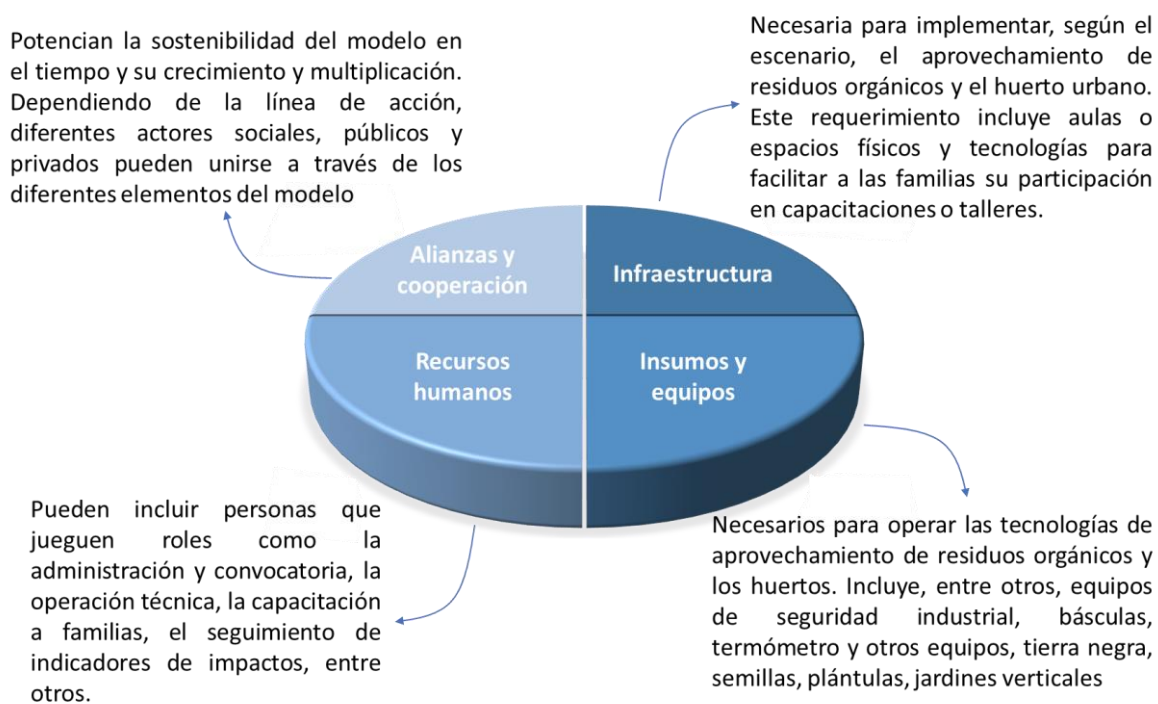 Potencian la sostenibilidad del modelo en
el tiempo y su crecimiento y multiplicación.
Dependiendo de la línea de acción,
diferentes actores sociales, públicos y
privados pueden unirse a través de los
diferentes elementos del modelo
Necesaria para implementar, según el
escenario, el aprovechamiento de
residuos orgánicos y el huerto urbano.
Este requerimiento incluye aulas o
espacios físicos y tecnologías para
facilitar a las familias su participación
en capacitaciones o talleres.
Alianzas y
cooperación
Infraestructura
Recursos
humanos
Insumos y
equipos
Pueden incluir personas que
jueguen roles como la
administración y convocatoria, la
operación técnica, la capacitación
a familias, el seguimiento de
indicadores de impactos, entre
otros.
Necesarios para operar las tecnologías de
aprovechamiento de residuos orgánicos y
los huertos. Incluye, entre otros, equipos
de seguridad industrial, básculas,
termómetro y otros equipos, tierra negra,
semillas, plántulas, jardines verticales